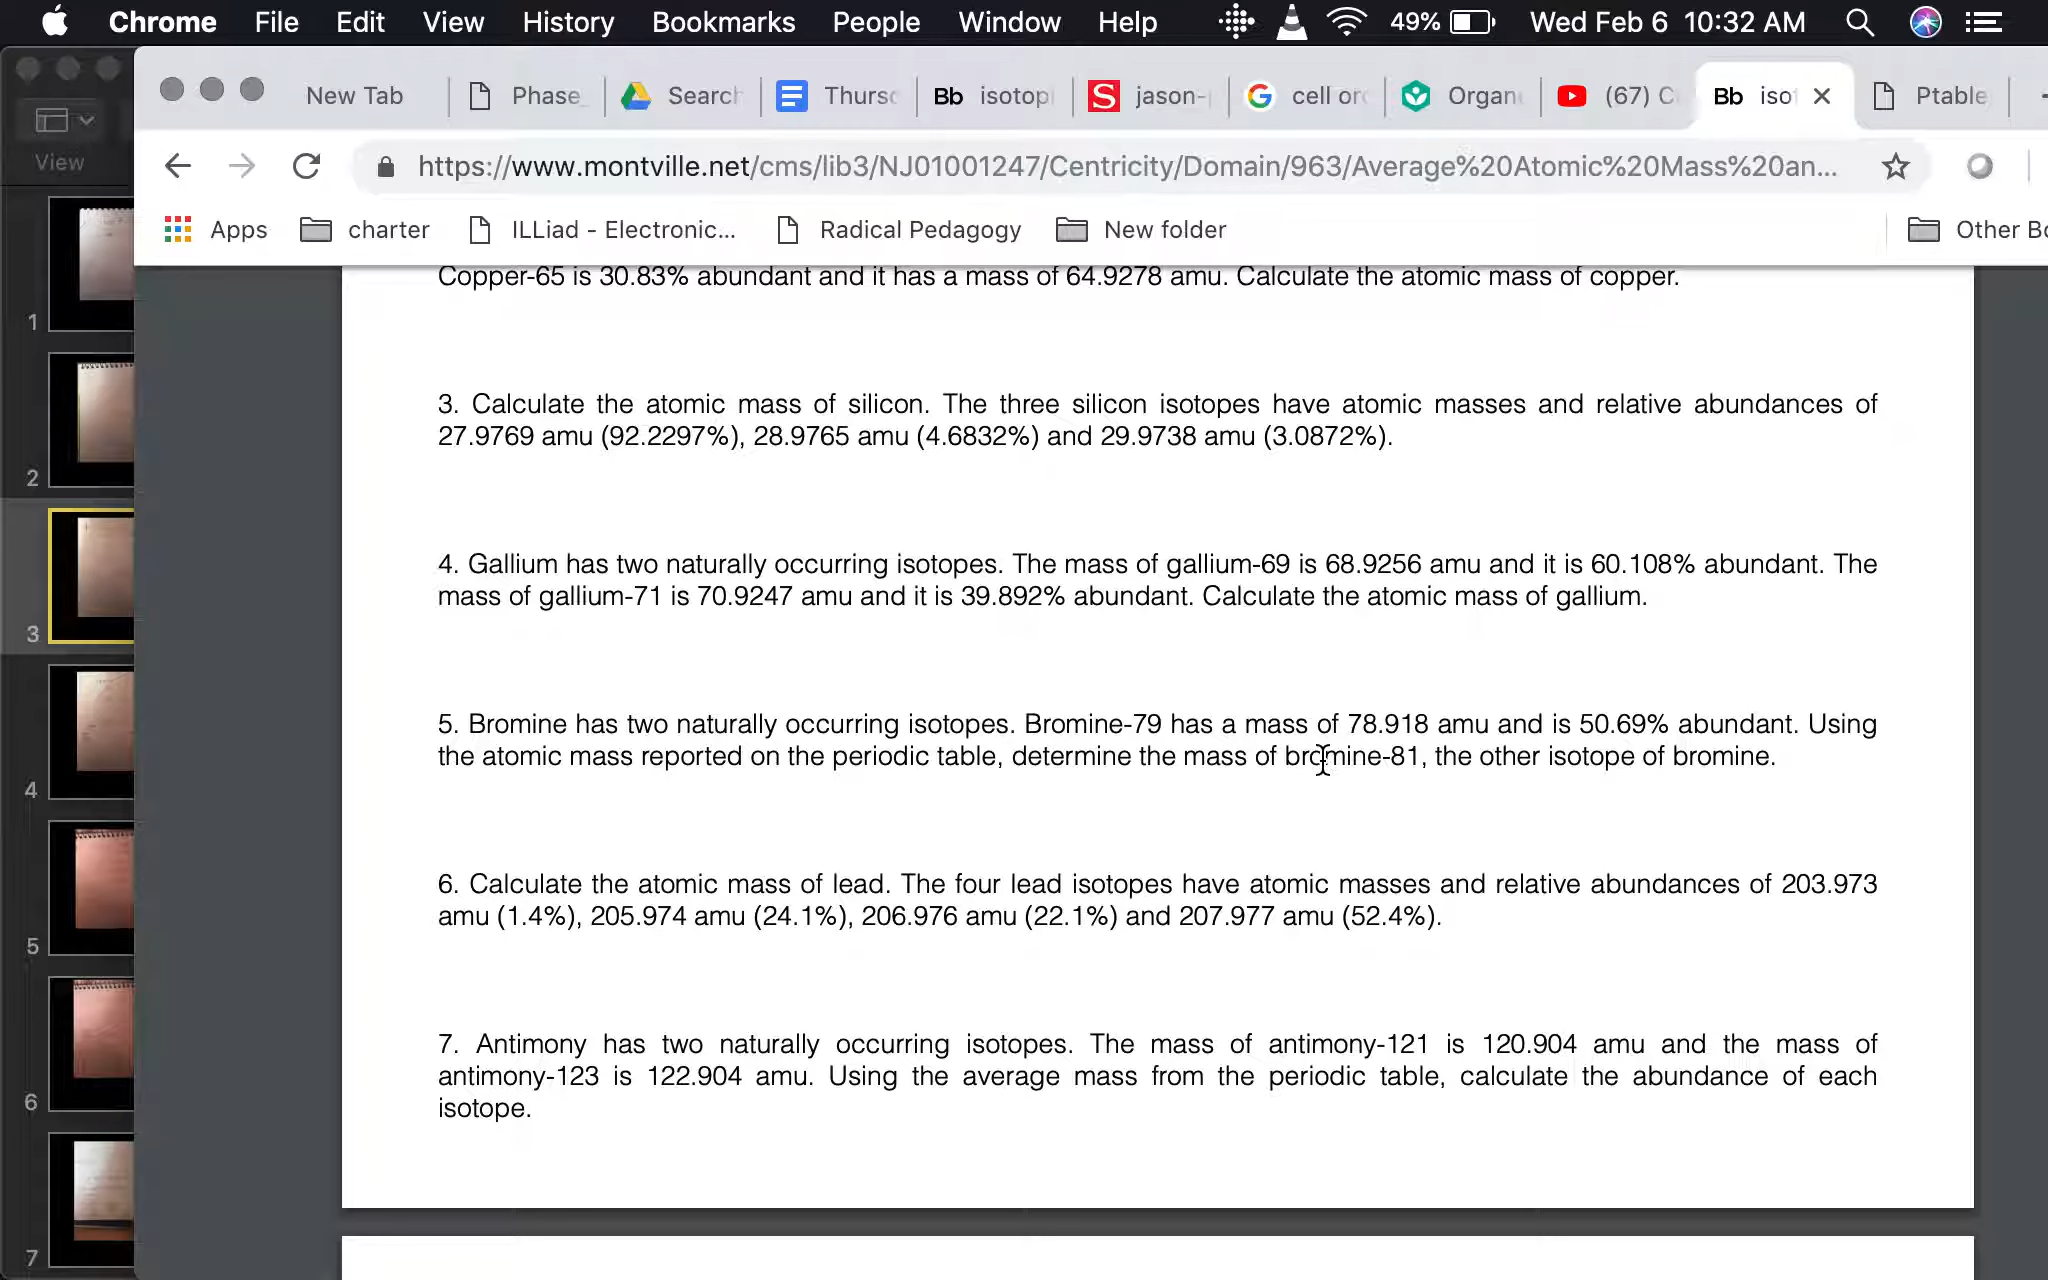 Chrome File Edit View History Bookmarks People Window Help 49% Wed Feb 6 10:32 AM
New Tab Phase Search Thurs Bb isotop S jason- cell or Organ (67) C Bb iso Ptable
View
https://www.montville.net/cms/lib3/NJ01001247/Centricity/Domain/963/Average%20Atomic%20Mass%20an...
Apps charter ILLiad - Electronic... Radical Pedagogy New folder Other Bo
Copper-65 is 30.83% abundant and it has a mass of 64.9278 amu. Calculate the atomic mass of copper.
1
3. Calculate the atomic mass of silicon. The three silicon isotopes have atomic masses and relative abundances of
27.9769 amu (92.2297%), 28.9765 amu (4.6832%) and 29.9738 amu (3.0872%).
2
4. Gallium has two naturally occurring isotopes. The mass of gallium-69 is 68.9256 amu and it is 60.108% abundant. The
mass of gallium-71 is 70.9247 amu and it is 39.892% abundant. Calculate the atomic mass of gallium.
3
5. Bromine has two naturally occurring isotopes. Bromine-79 has a mass of 78.918 amu and is 50.69% abundant. Using
the atomic mass reported on the periodic table, determine the mass of bromine-81, the other isotope of bromine.
4
6. Calculate the atomic mass of lead. The four lead isotopes have atomic masses and relative abundances of 203.973
amu (1.4%), 205.974 amu (24.1%), 206.976 amu (22.1%) and 207.977 amu (52.4%).
5
7. Antimony has two naturally occurring isotopes. The mass of antimony-121 is 120.904 amu and the mass of
antimony-123 is 122.904 amu. Using the average mass from the periodic table, calculate the abundance of each
isotope.
6
7